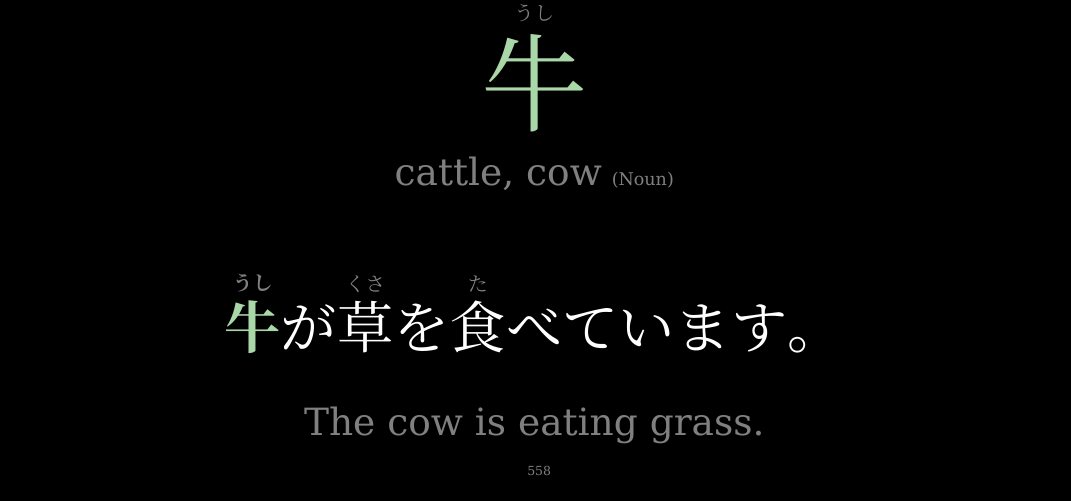 うし
牛
cattle, cow (Noun)
うし くさ た
牛が草を食べています。
The cow is eating grass.
558